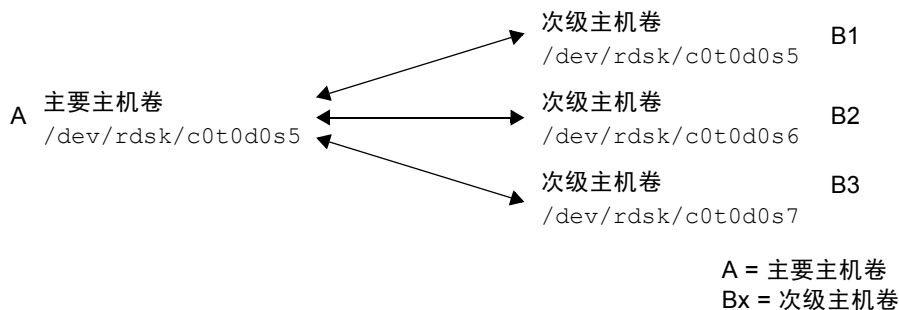 次级主机卷
/dev/rdsk/c0t0d0s5
B1
A
主要主机卷
/dev/rdsk/c0t0d0s5
次级主机卷
/dev/rdsk/c0t0d0s6
B2
次级主机卷
/dev/rdsk/c0t0d0s7
B3
A = 主要主机卷
Bx = 次级主机卷